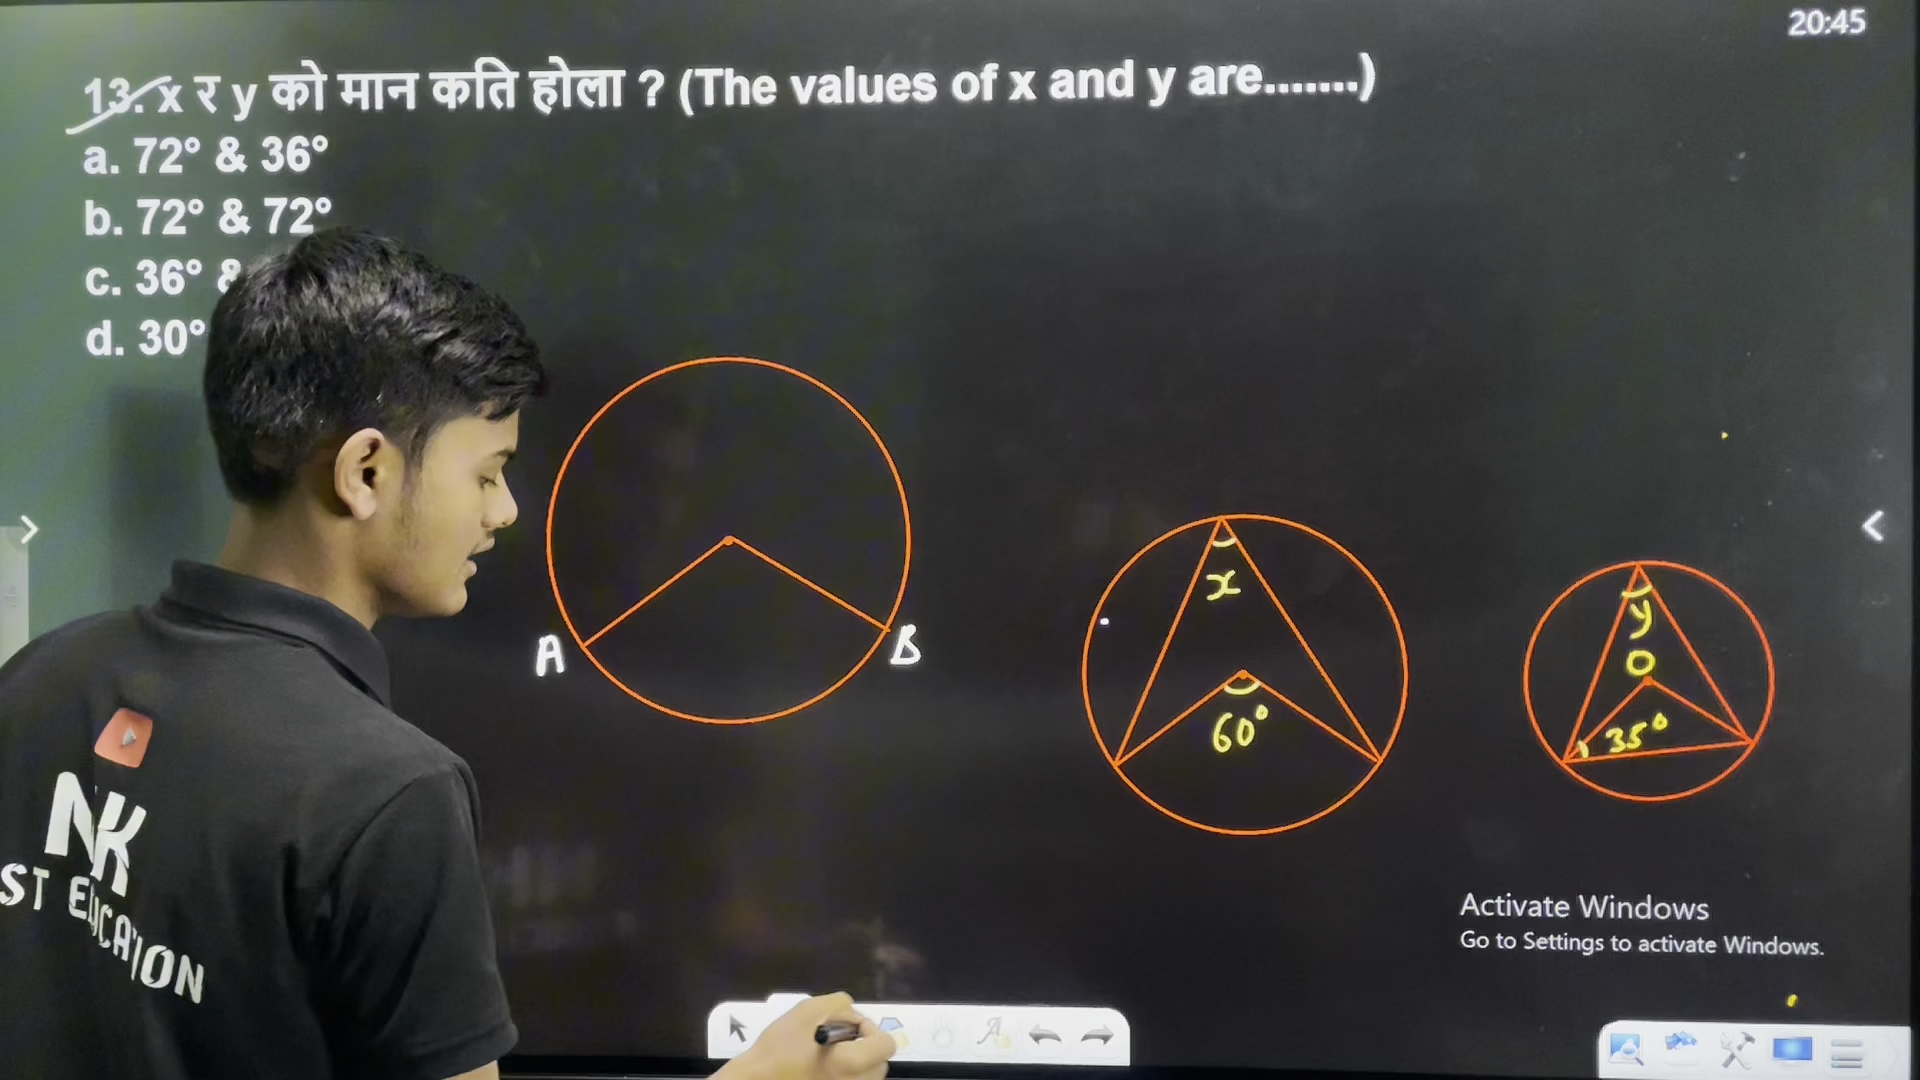 20:45
13. x र y को मान कति होला ? (The values of x and y are.......)
a. 72° & 36°
b. 72° & 72°
c. 36° &
d. 30°
A
B
x
60°
y
O
35°
NK
ST EDUCATION
Activate Windows
Go to Settings to activate Windows.